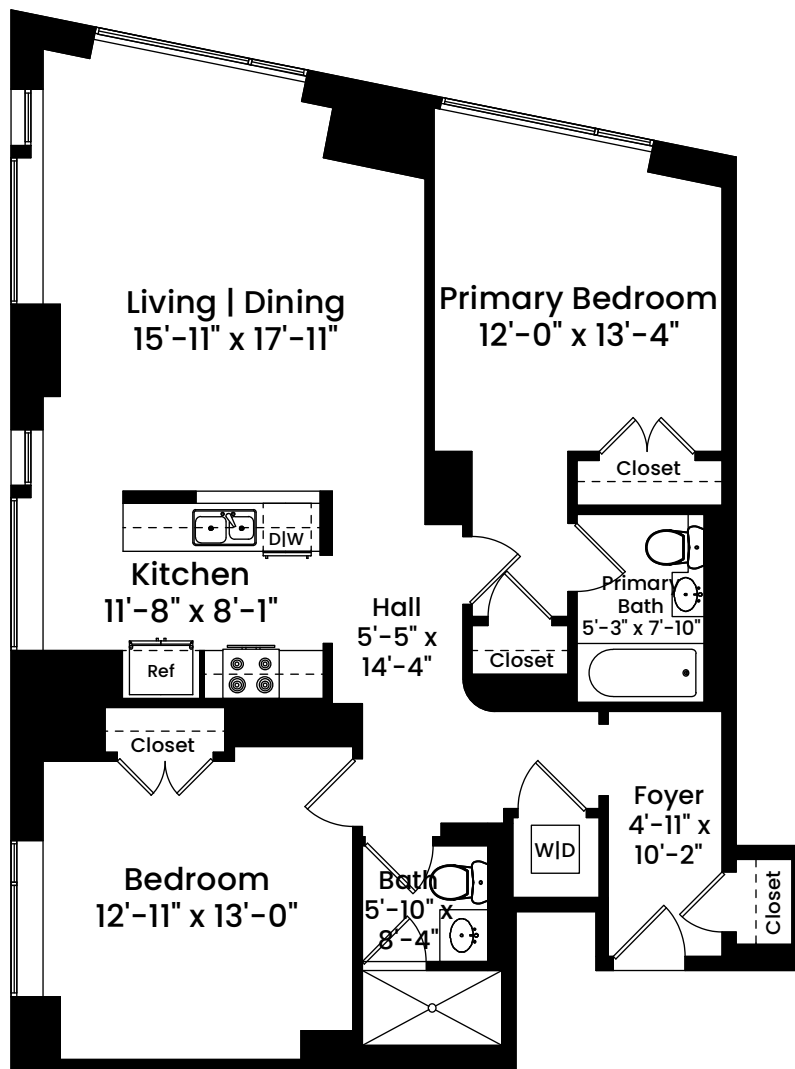 Living | Dining
15'-11" x 17'-11"
Primary Bedroom
12'-0" x 13'-4"
Closet
D|W
Kitchen
11'-8" x 8'-1"
Hall
5'-5" x
14'-4"
Primary
Bath
5'-3" x 7'-10"
Closet
Ref
Closet
Foyer
4'-11" x
10'-2"
W|D
Bedroom
12'-11" x 13'-0"
Bath
5'-10" x
8'-4"
Closet